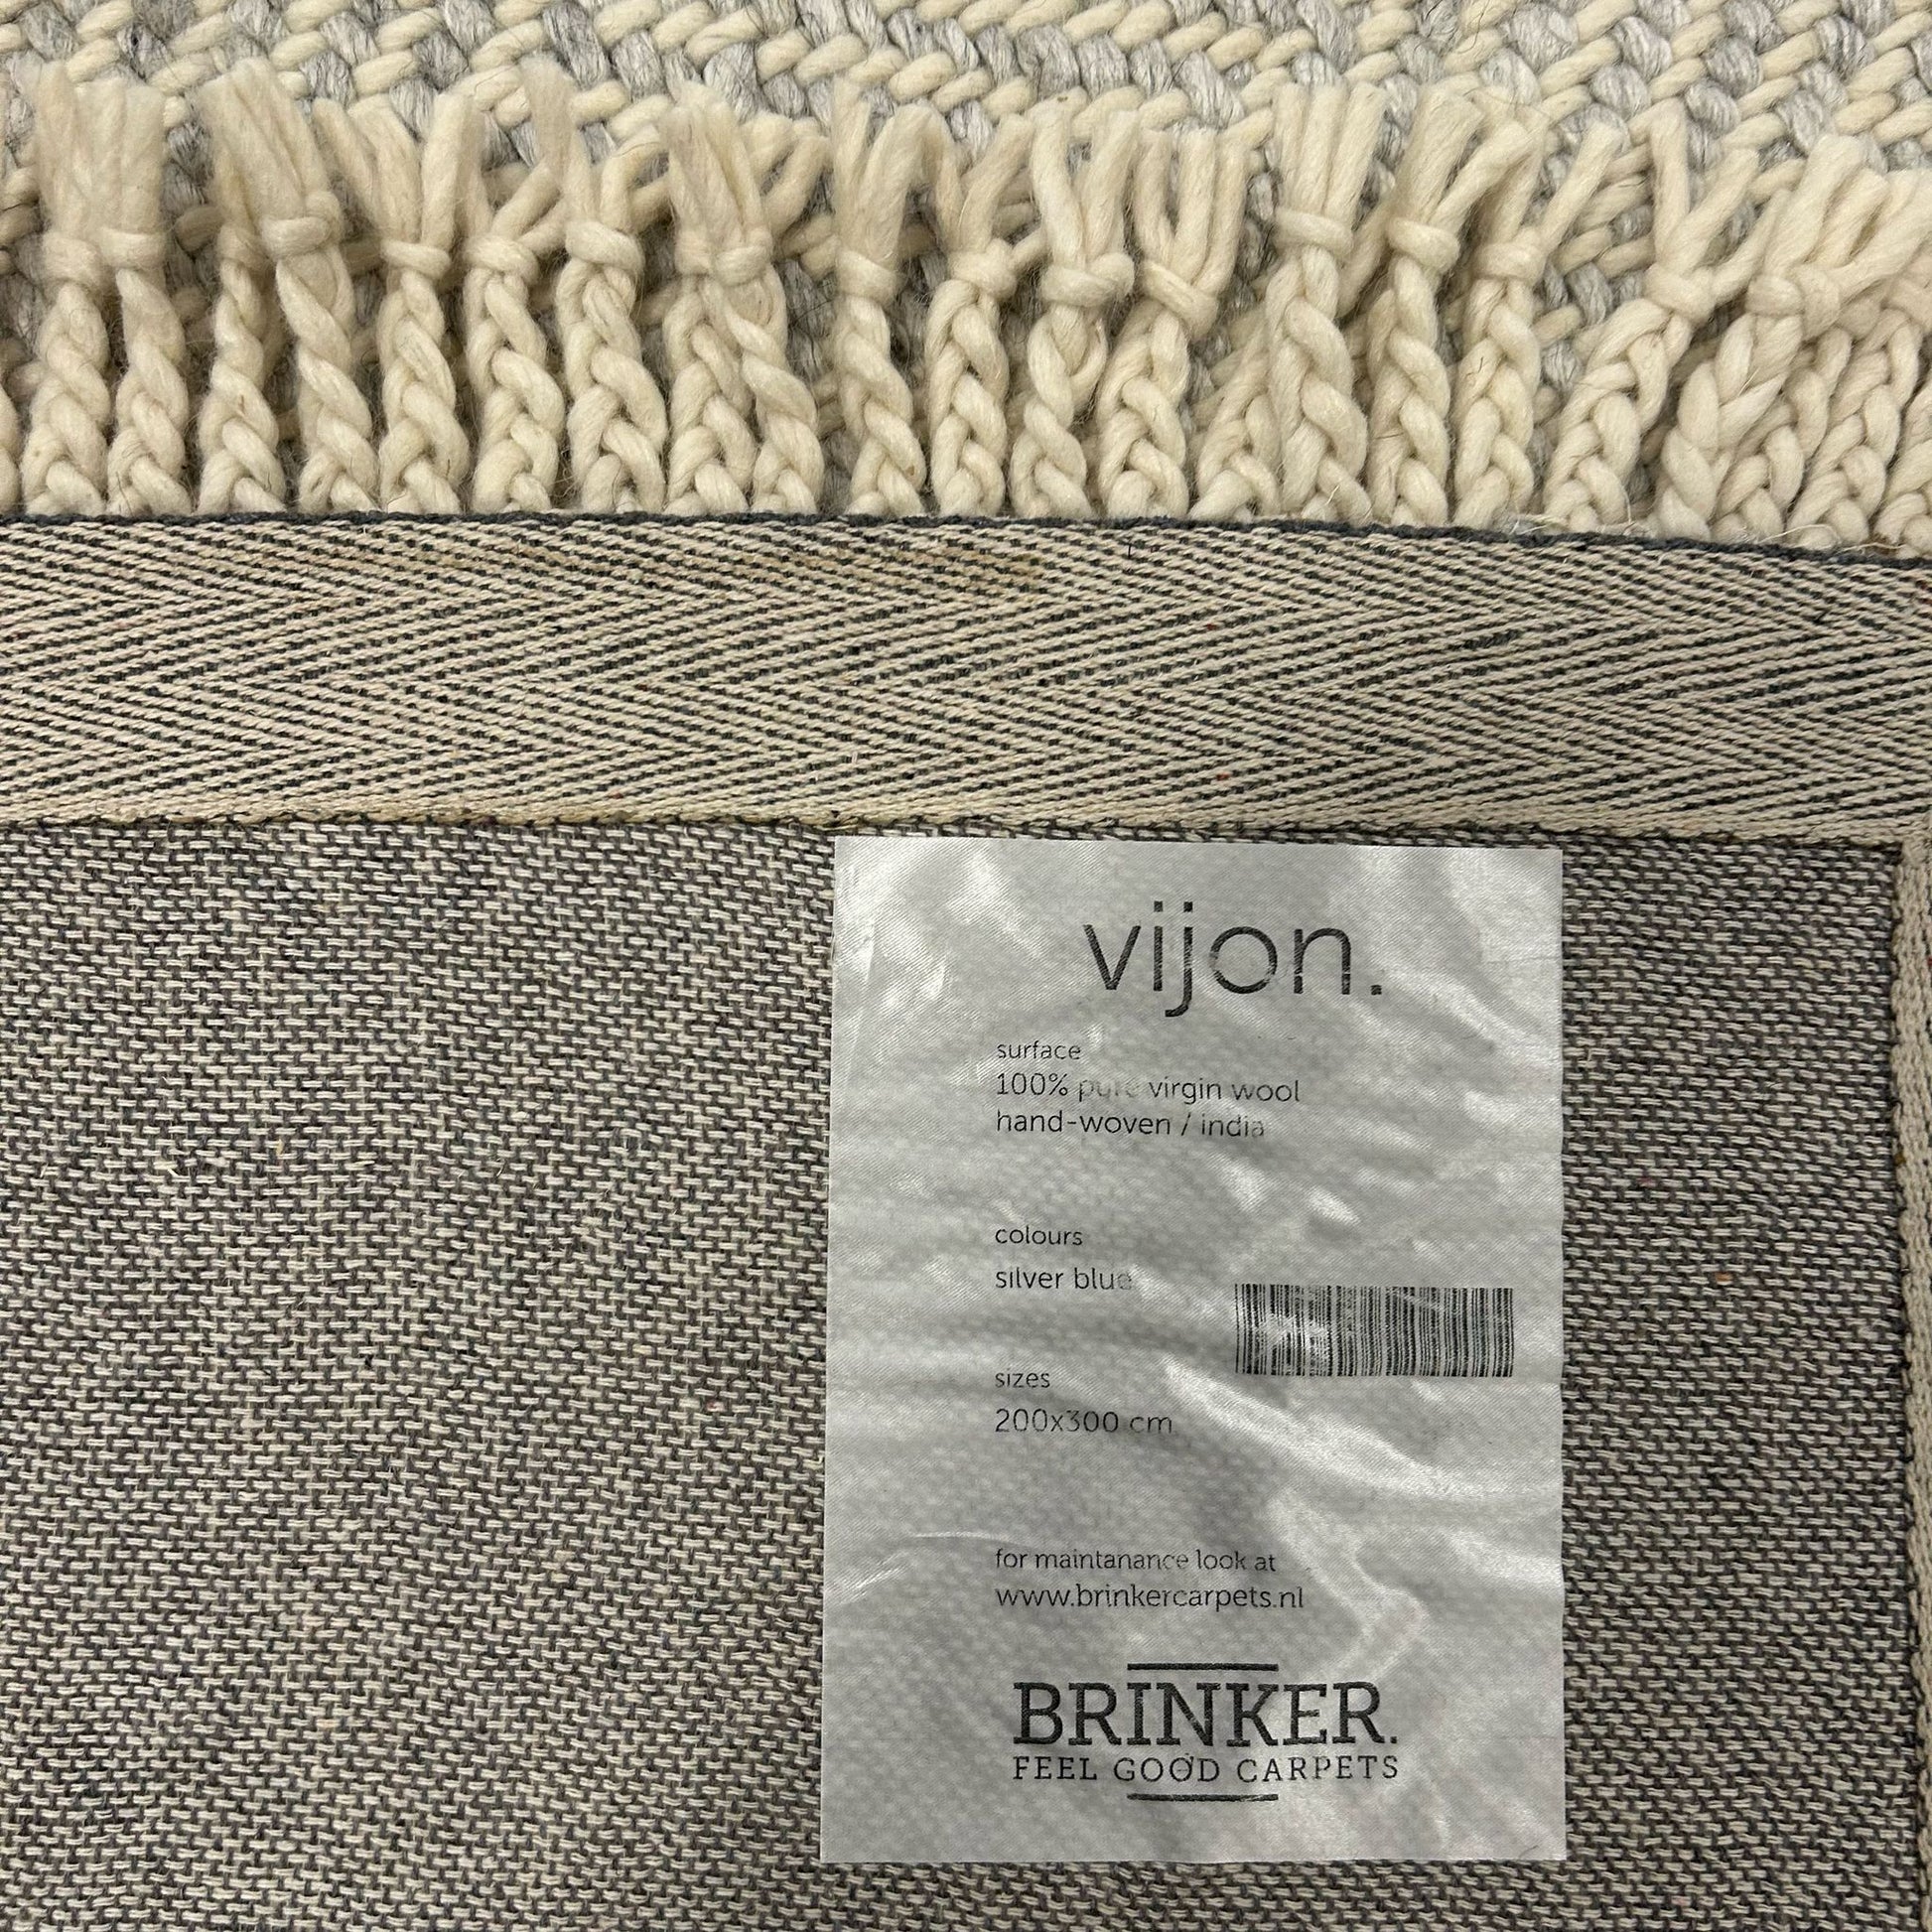 vijon.
surface
100% pure virgin wool
hand-woven / india
colours
silver blue
sizes
200x300 cm
for maintanance look at
www.brinkercarpets.nl
BRINKER.
FEEL GOOD CARPETS